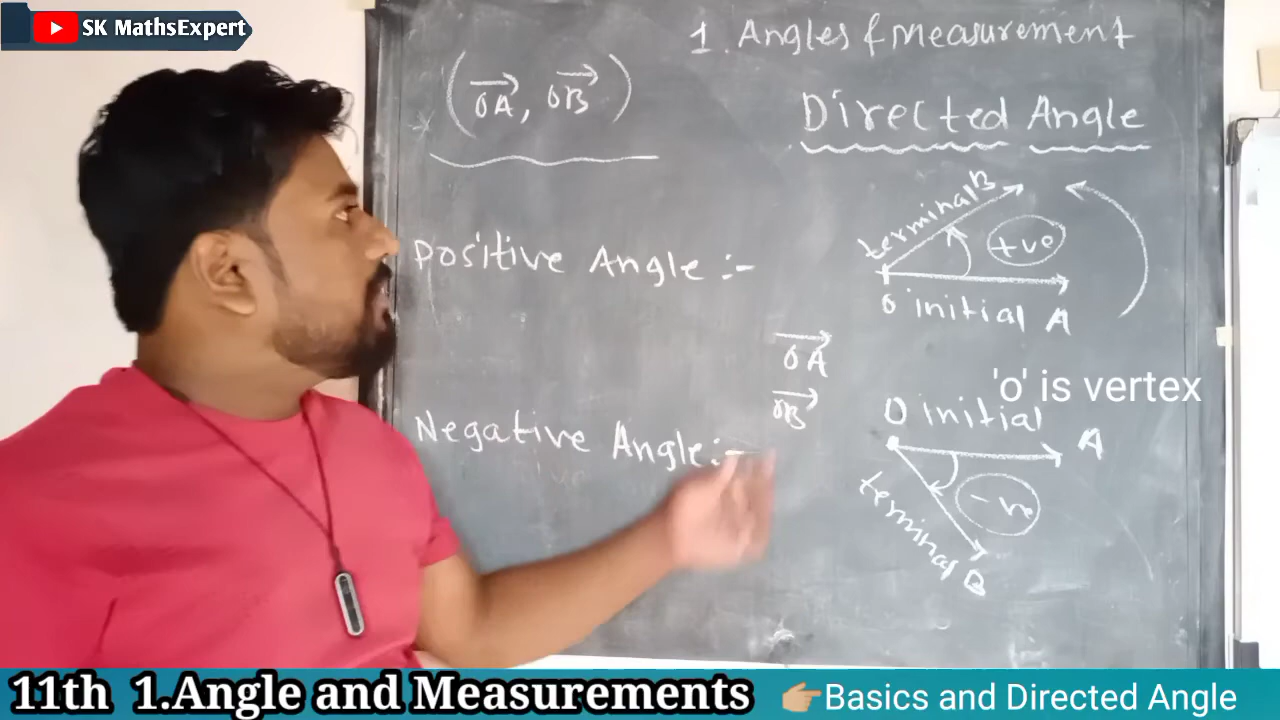 SK MathsExpert
1. Angles & Measurement
(OA, OB)
Directed Angle
terminal B
+ve
O initial A
Positive Angle :-
OA
OB
'o' is vertex
O initial A
Negative Angle :-
-ve
terminal B
11th 1.Angle and Measurements
👉Basics and Directed Angle